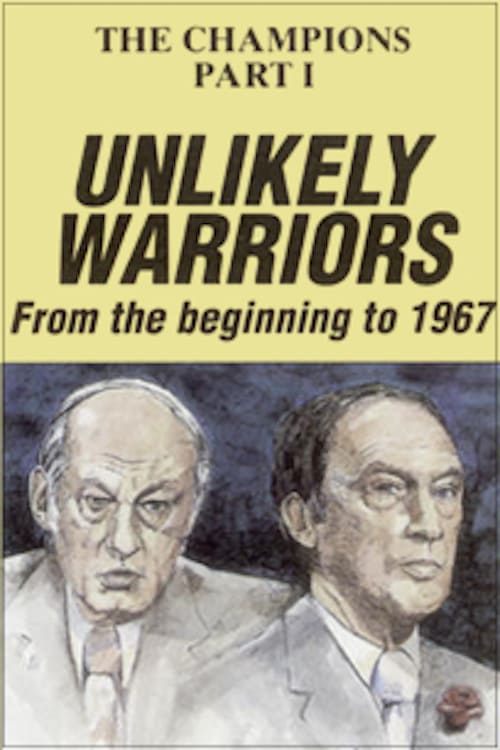 THE CHAMPIONS
PART I
UNLIKELY
WARRIORS
From the beginning to 1967